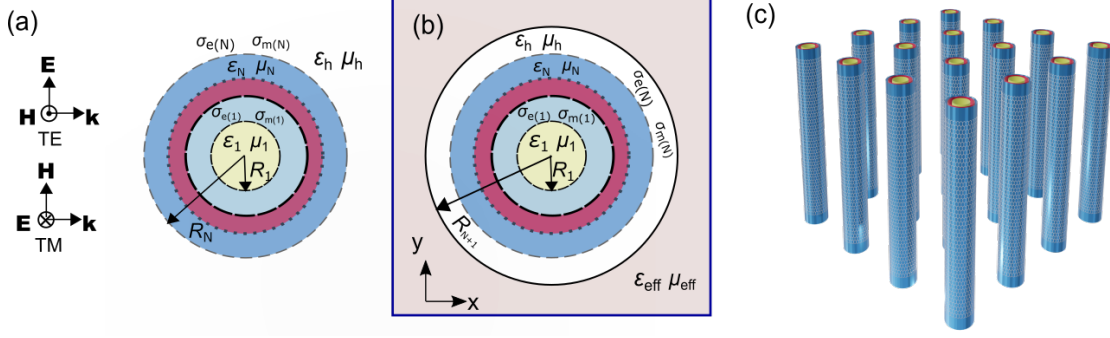 (a)
σe(N) σm(N)
εh μh
εN μN
σe(1) σm(1)
ε1 μ1
R1
RN
E
H k
TE
H
E k
TM
(b)
εh μh
εN μN
σe(N)
σe(1) σm(1)
σm(N)
ε1 μ1
R1
RN+1
y
x
εeff μeff
(c)